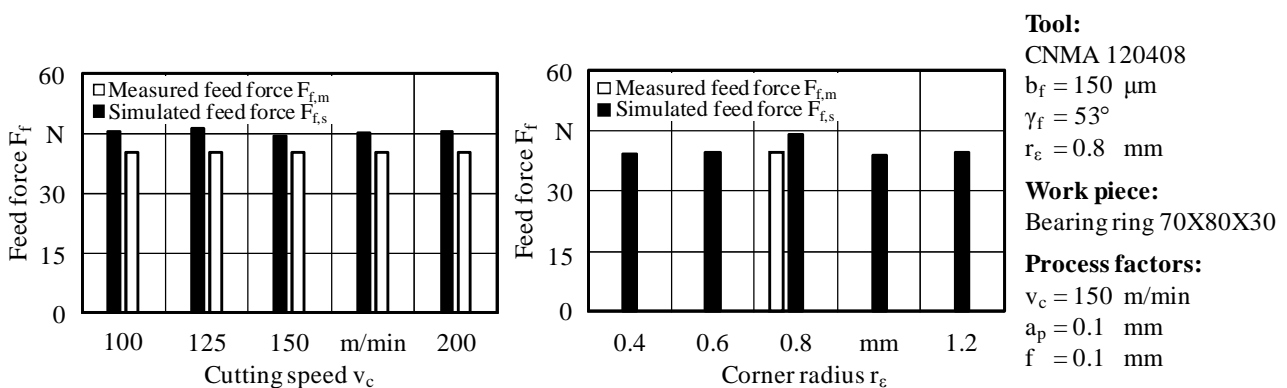 60
N
30
15
0
Feed force F_f
Measured feed force F_f,m
Simulated feed force F_f,s
100 125 150 m/min 200
Cutting speed v_c
60
N
30
15
0
Feed force F_f
Measured feed force F_f,m
Simulated feed force F_f,s
0.4 0.6 0.8 mm 1.2
Corner radius r_ε
Tool:
CNMA 120408
b_f = 150 μm
γ_f = 53°
r_ε = 0.8 mm
Work piece:
Bearing ring 70X80X30
Process factors:
v_c = 150 m/min
a_p = 0.1 mm
f = 0.1 mm